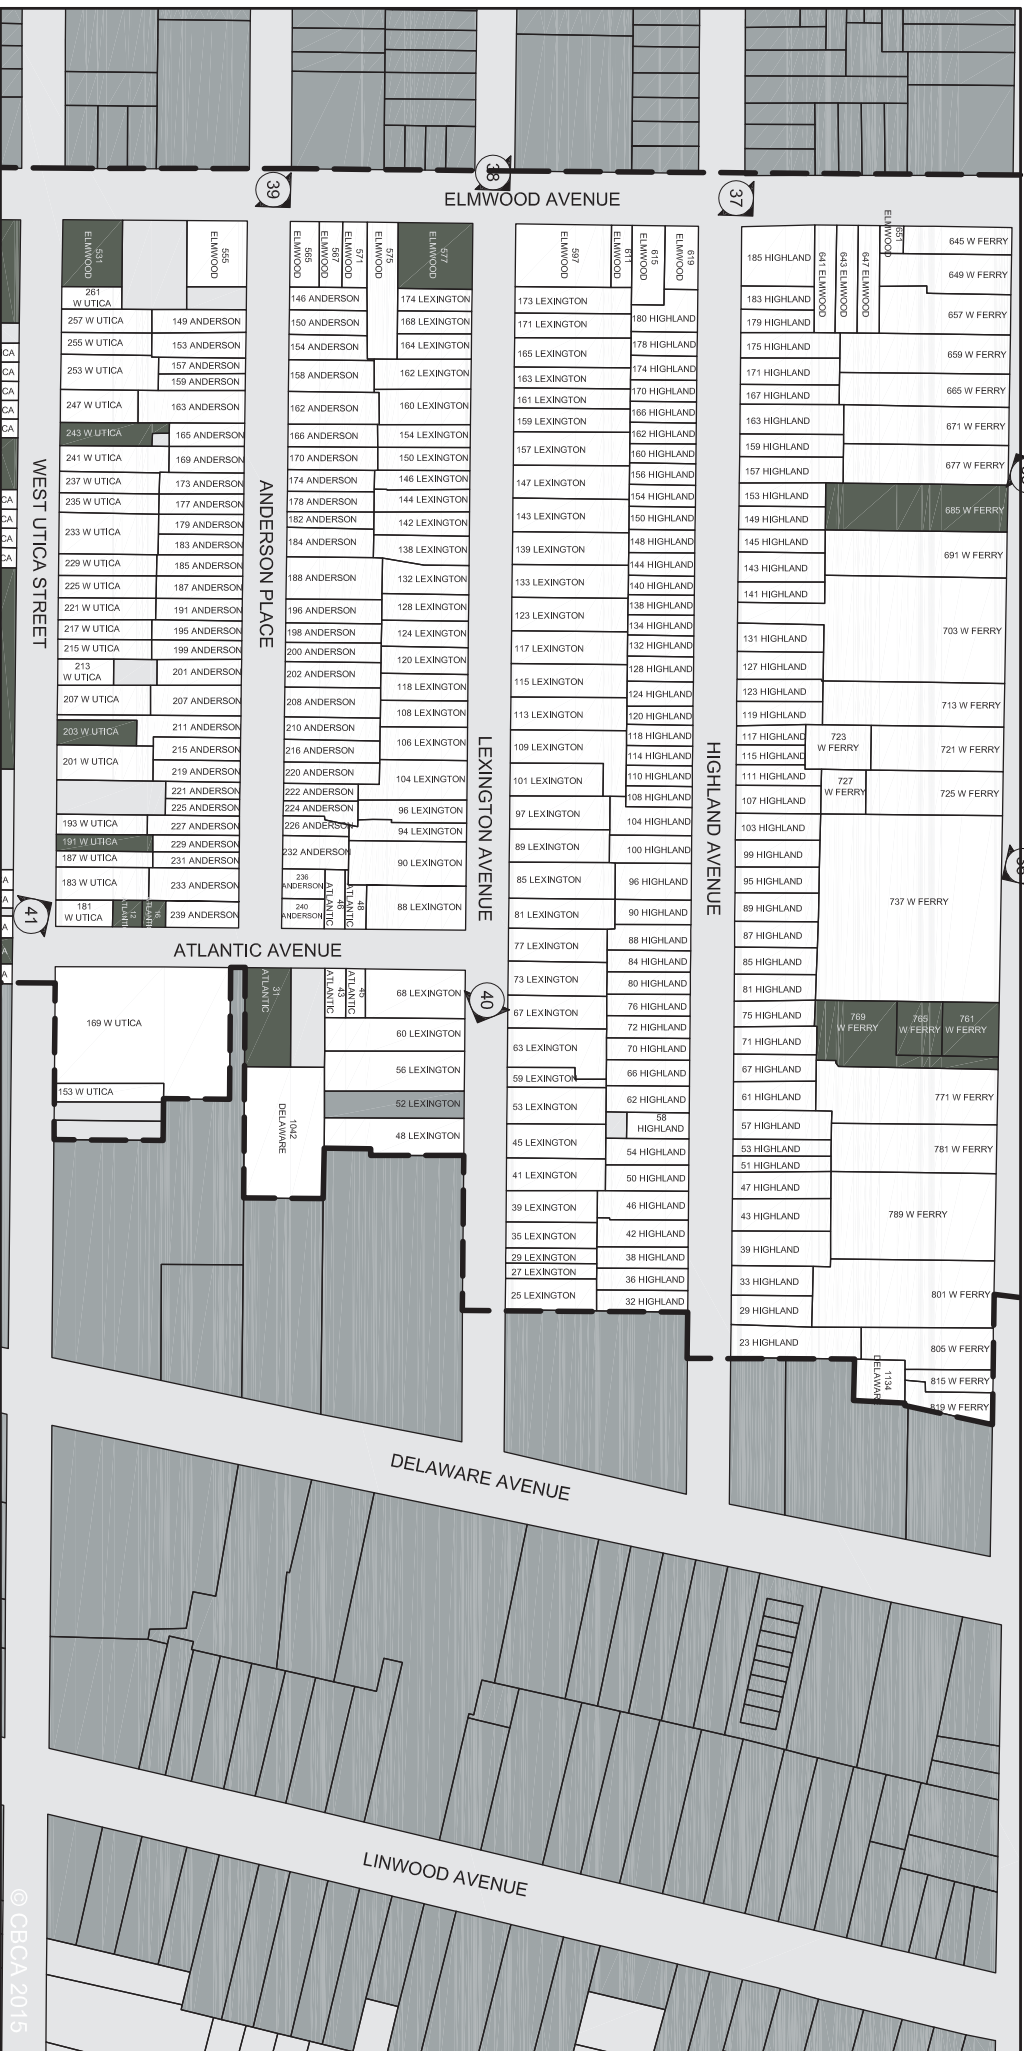 38
39
37
ELMWOOD AVENUE
531
ELMWOOD
555
ELMWOOD
261
W UTICA
257 W UTICA
255 W UTICA
253 W UTICA
247 W UTICA
243 W UTICA
241 W UTICA
237 W UTICA
235 W UTICA
233 W UTICA
229 W UTICA
225 W UTICA
221 W UTICA
217 W UTICA
215 W UTICA
213
W UTICA
207 W UTICA
203 W UTICA
201 W UTICA
193 W UTICA
191 W UTICA
187 W UTICA
183 W UTICA
181
W UTICA
12
ATLANTIC
16
ATLANTIC
149 ANDERSON
153 ANDERSON
157 ANDERSON
159 ANDERSON
163 ANDERSON
165 ANDERSON
169 ANDERSON
173 ANDERSON
177 ANDERSON
179 ANDERSON
183 ANDERSON
185 ANDERSON
187 ANDERSON
191 ANDERSON
195 ANDERSON
199 ANDERSON
201 ANDERSON
207 ANDERSON
211 ANDERSON
215 ANDERSON
219 ANDERSON
221 ANDERSON
225 ANDERSON
227 ANDERSON
229 ANDERSON
231 ANDERSON
233 ANDERSON
239 ANDERSON
WEST UTICA STREET
ANDERSON PLACE
565
ELMWOOD
567
ELMWOOD
571
ELMWOOD
575
ELMWOOD
577
ELMWOOD
146 ANDERSON
150 ANDERSON
154 ANDERSON
158 ANDERSON
162 ANDERSON
166 ANDERSON
170 ANDERSON
174 ANDERSON
178 ANDERSON
182 ANDERSON
184 ANDERSON
188 ANDERSON
196 ANDERSON
198 ANDERSON
200 ANDERSON
202 ANDERSON
208 ANDERSON
210 ANDERSON
216 ANDERSON
220 ANDERSON
222 ANDERSON
224 ANDERSON
226 ANDERSON
232 ANDERSON
236
ANDERSON
240
ANDERSON
46
ATLANTIC
48
ATLANTIC
174 LEXINGTON
168 LEXINGTON
164 LEXINGTON
162 LEXINGTON
160 LEXINGTON
154 LEXINGTON
150 LEXINGTON
146 LEXINGTON
144 LEXINGTON
142 LEXINGTON
138 LEXINGTON
132 LEXINGTON
128 LEXINGTON
124 LEXINGTON
120 LEXINGTON
118 LEXINGTON
108 LEXINGTON
106 LEXINGTON
104 LEXINGTON
96 LEXINGTON
94 LEXINGTON
90 LEXINGTON
88 LEXINGTON
LEXINGTON AVENUE
597
ELMWOOD
611
ELMWOOD
615
ELMWOOD
619
ELMWOOD
173 LEXINGTON
171 LEXINGTON
165 LEXINGTON
163 LEXINGTON
161 LEXINGTON
159 LEXINGTON
157 LEXINGTON
147 LEXINGTON
143 LEXINGTON
139 LEXINGTON
133 LEXINGTON
123 LEXINGTON
117 LEXINGTON
115 LEXINGTON
113 LEXINGTON
109 LEXINGTON
101 LEXINGTON
97 LEXINGTON
89 LEXINGTON
85 LEXINGTON
81 LEXINGTON
77 LEXINGTON
73 LEXINGTON
67 LEXINGTON
63 LEXINGTON
59 LEXINGTON
53 LEXINGTON
45 LEXINGTON
41 LEXINGTON
39 LEXINGTON
35 LEXINGTON
29 LEXINGTON
27 LEXINGTON
25 LEXINGTON
180 HIGHLAND
178 HIGHLAND
174 HIGHLAND
170 HIGHLAND
166 HIGHLAND
162 HIGHLAND
160 HIGHLAND
156 HIGHLAND
154 HIGHLAND
150 HIGHLAND
148 HIGHLAND
144 HIGHLAND
140 HIGHLAND
138 HIGHLAND
134 HIGHLAND
132 HIGHLAND
128 HIGHLAND
124 HIGHLAND
120 HIGHLAND
118 HIGHLAND
114 HIGHLAND
110 HIGHLAND
108 HIGHLAND
104 HIGHLAND
100 HIGHLAND
96 HIGHLAND
90 HIGHLAND
88 HIGHLAND
84 HIGHLAND
80 HIGHLAND
76 HIGHLAND
72 HIGHLAND
70 HIGHLAND
66 HIGHLAND
62 HIGHLAND
58
HIGHLAND
54 HIGHLAND
50 HIGHLAND
46 HIGHLAND
42 HIGHLAND
38 HIGHLAND
36 HIGHLAND
32 HIGHLAND
HIGHLAND AVENUE
185 HIGHLAND
183 HIGHLAND
179 HIGHLAND
175 HIGHLAND
171 HIGHLAND
167 HIGHLAND
163 HIGHLAND
159 HIGHLAND
157 HIGHLAND
153 HIGHLAND
149 HIGHLAND
145 HIGHLAND
143 HIGHLAND
141 HIGHLAND
131 HIGHLAND
127 HIGHLAND
123 HIGHLAND
119 HIGHLAND
117 HIGHLAND
115 HIGHLAND
111 HIGHLAND
107 HIGHLAND
103 HIGHLAND
99 HIGHLAND
95 HIGHLAND
89 HIGHLAND
87 HIGHLAND
85 HIGHLAND
81 HIGHLAND
75 HIGHLAND
71 HIGHLAND
67 HIGHLAND
61 HIGHLAND
57 HIGHLAND
53 HIGHLAND
51 HIGHLAND
47 HIGHLAND
43 HIGHLAND
39 HIGHLAND
33 HIGHLAND
29 HIGHLAND
23 HIGHLAND
641 ELMWOOD
643 ELMWOOD
647 ELMWOOD
651
ELMWOOD
645 W FERRY
649 W FERRY
657 W FERRY
659 W FERRY
665 W FERRY
671 W FERRY
677 W FERRY
685 W FERRY
691 W FERRY
703 W FERRY
713 W FERRY
723
W FERRY
721 W FERRY
727
W FERRY
725 W FERRY
737 W FERRY
769
W FERRY
765
W FERRY
761
W FERRY
771 W FERRY
781 W FERRY
789 W FERRY
801 W FERRY
805 W FERRY
815 W FERRY
819 W FERRY
1134
DELAWAR
41
ATLANTIC AVENUE
40
169 W UTICA
153 W UTICA
31
ATLANTIC
43
ATLANTIC
45
ATLANTIC
68 LEXINGTON
60 LEXINGTON
56 LEXINGTON
52 LEXINGTON
48 LEXINGTON
1042
DELAWARE
DELAWARE AVENUE
LINWOOD AVENUE
© CBCA 2015
CA
CA
CA
CA
CA
CA
CA
CA
CA
A
A
A
A
A